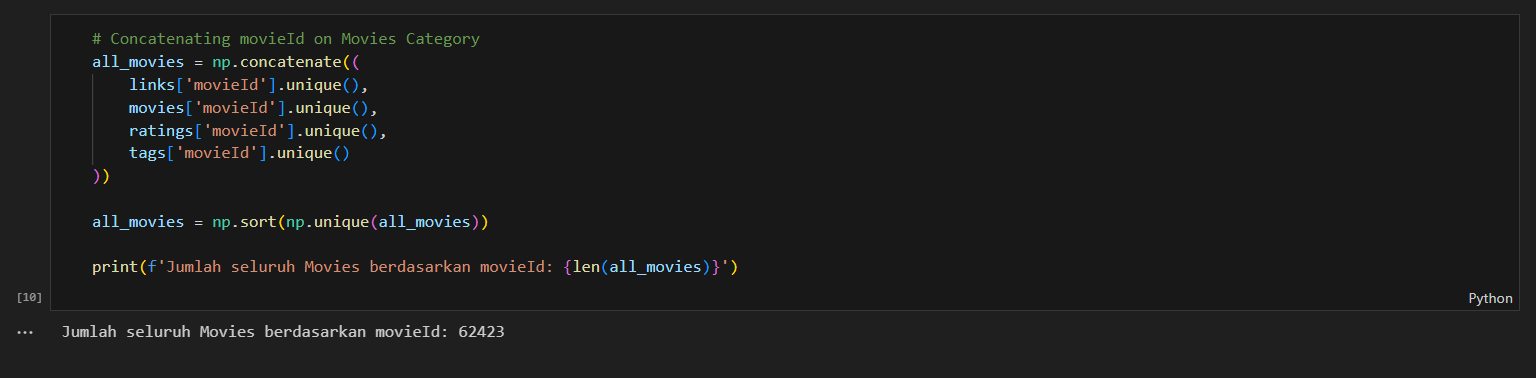 # Concatenating movieId on Movies Category
all_movies = np.concatenate((
    links['movieId'].unique(),
    movies['movieId'].unique(),
    ratings['movieId'].unique(),
    tags['movieId'].unique()
))
all_movies = np.sort(np.unique(all_movies))
print(f'Jumlah seluruh Movies berdasarkan movieId: {len(all_movies)}')
[10]
Python
... Jumlah seluruh Movies berdasarkan movieId: 62423